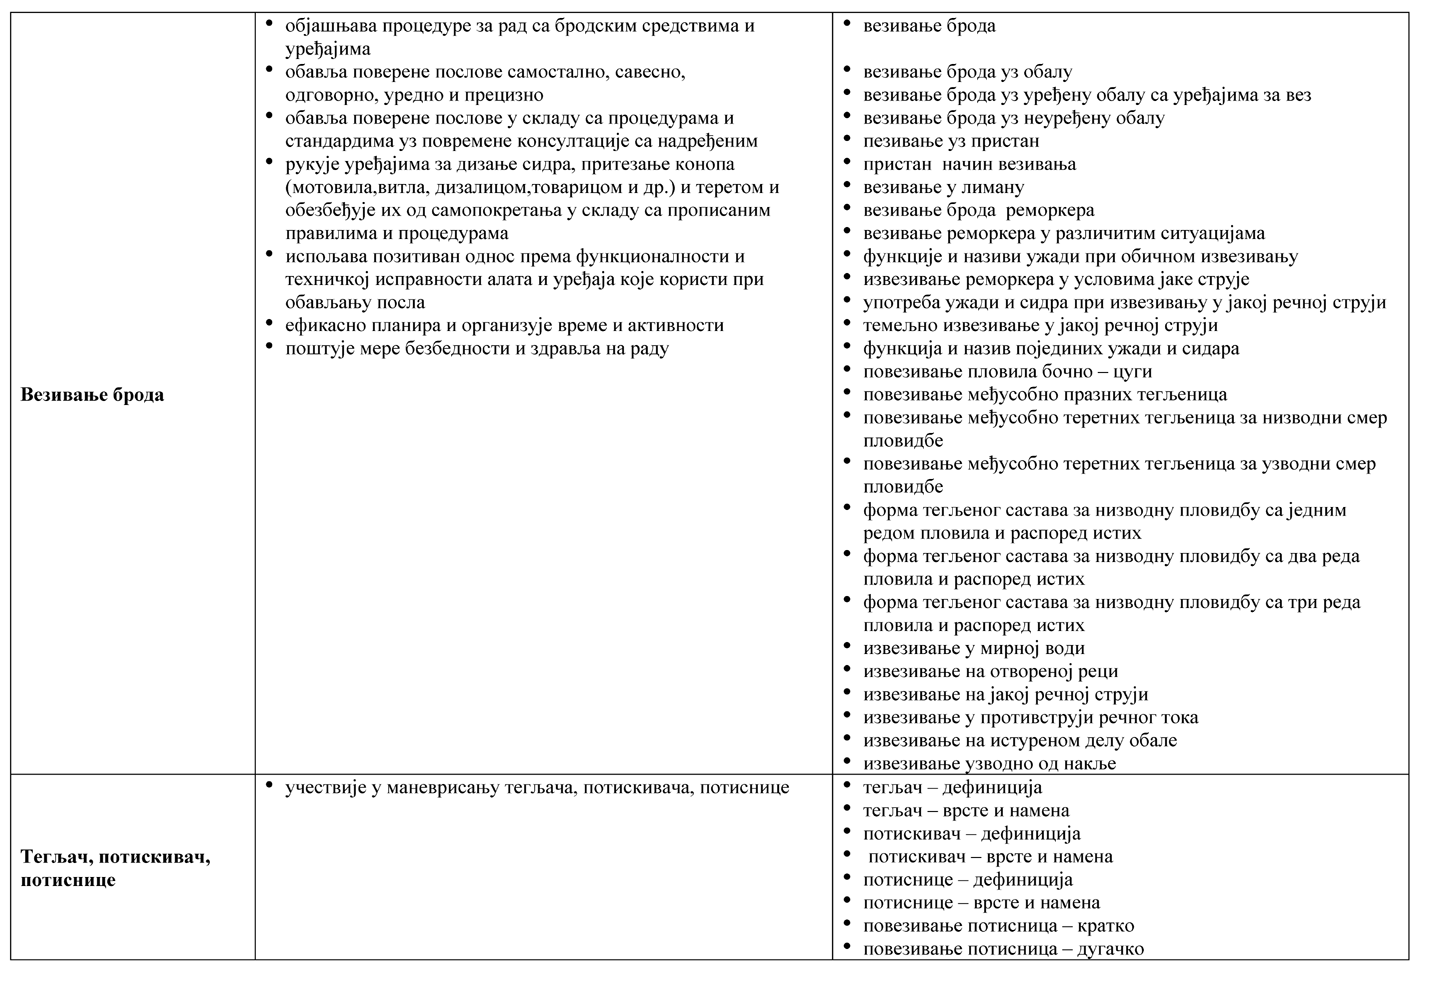 Везивање брода
• објашњава процедуре за рад са бродским средствима и
уређајима
• обавља поверене послове самостално, савесно,
одговорно, уредно и прецизно
• обавља поверене послове у складу са процедурама и
стандардима уз повремене консултације са надређеним
• рукује уређајима за дизање сидра, притезање конопа
(мотовила,витла, дизалицом,товарицом и др.) и теретом и
обезбеђује их од самопокретања у складу са прописаним
правилима и процедурама
• испољава позитиван однос према функционалности и
техничкој исправности алата и уређаја које користи при
обављању посла
• ефикасно планира и организује време и активности
• поштује мере безбедности и здравља на раду
• везивање брода
• везивање брода уз обалу
• везивање брода уз уређену обалу са уређајима за вез
• везивање брода уз неуређену обалу
• пезивање уз пристан
• пристан  начин везивања
• везивање у лиману
• везивање брода  реморкера
• везивање реморкера у различитим ситуацијама
• функције и називи ужади при обичном извезивању
• извезивање реморкера у условима јаке струје
• употреба ужади и сидра при извезивању у јакој речној струји
• темељно извезивање у јакој речној струји
• функција и назив појединих ужади и сидара
• повезивање пловила бочно – цуги
• повезивање међусобно празних тегљеница
• повезивање међусобно теретних тегљеница за низводни смер
пловидбе
• повезивање међусобно теретних тегљеница за узводни смер
пловидбе
• форма тегљеног састава за низводну пловидбу са једним
редом пловила и распоред истих
• форма тегљеног састава за низводну пловидбу са два реда
пловила и распоред истих
• форма тегљеног састава за низводну пловидбу са три реда
пловила и распоред истих
• извезивање у мирној води
• извезивање на отвореној реци
• извезивање на јакој речној струји
• извезивање у противструји речног тока
• извезивање на истуреном делу обале
• извезивање узводно од накље
Тегљач, потискивач,
потиснице
• учествије у маневрисању тегљача, потискивача, потиснице
• тегљач – дефиниција
• тегљач – врсте и намена
• потискивач – дефиниција
• потискивач – врсте и намена
• потиснице – дефиниција
• потиснице – врсте и намена
• повезивање потисница – кратко
• повезивање потисница – дугачко